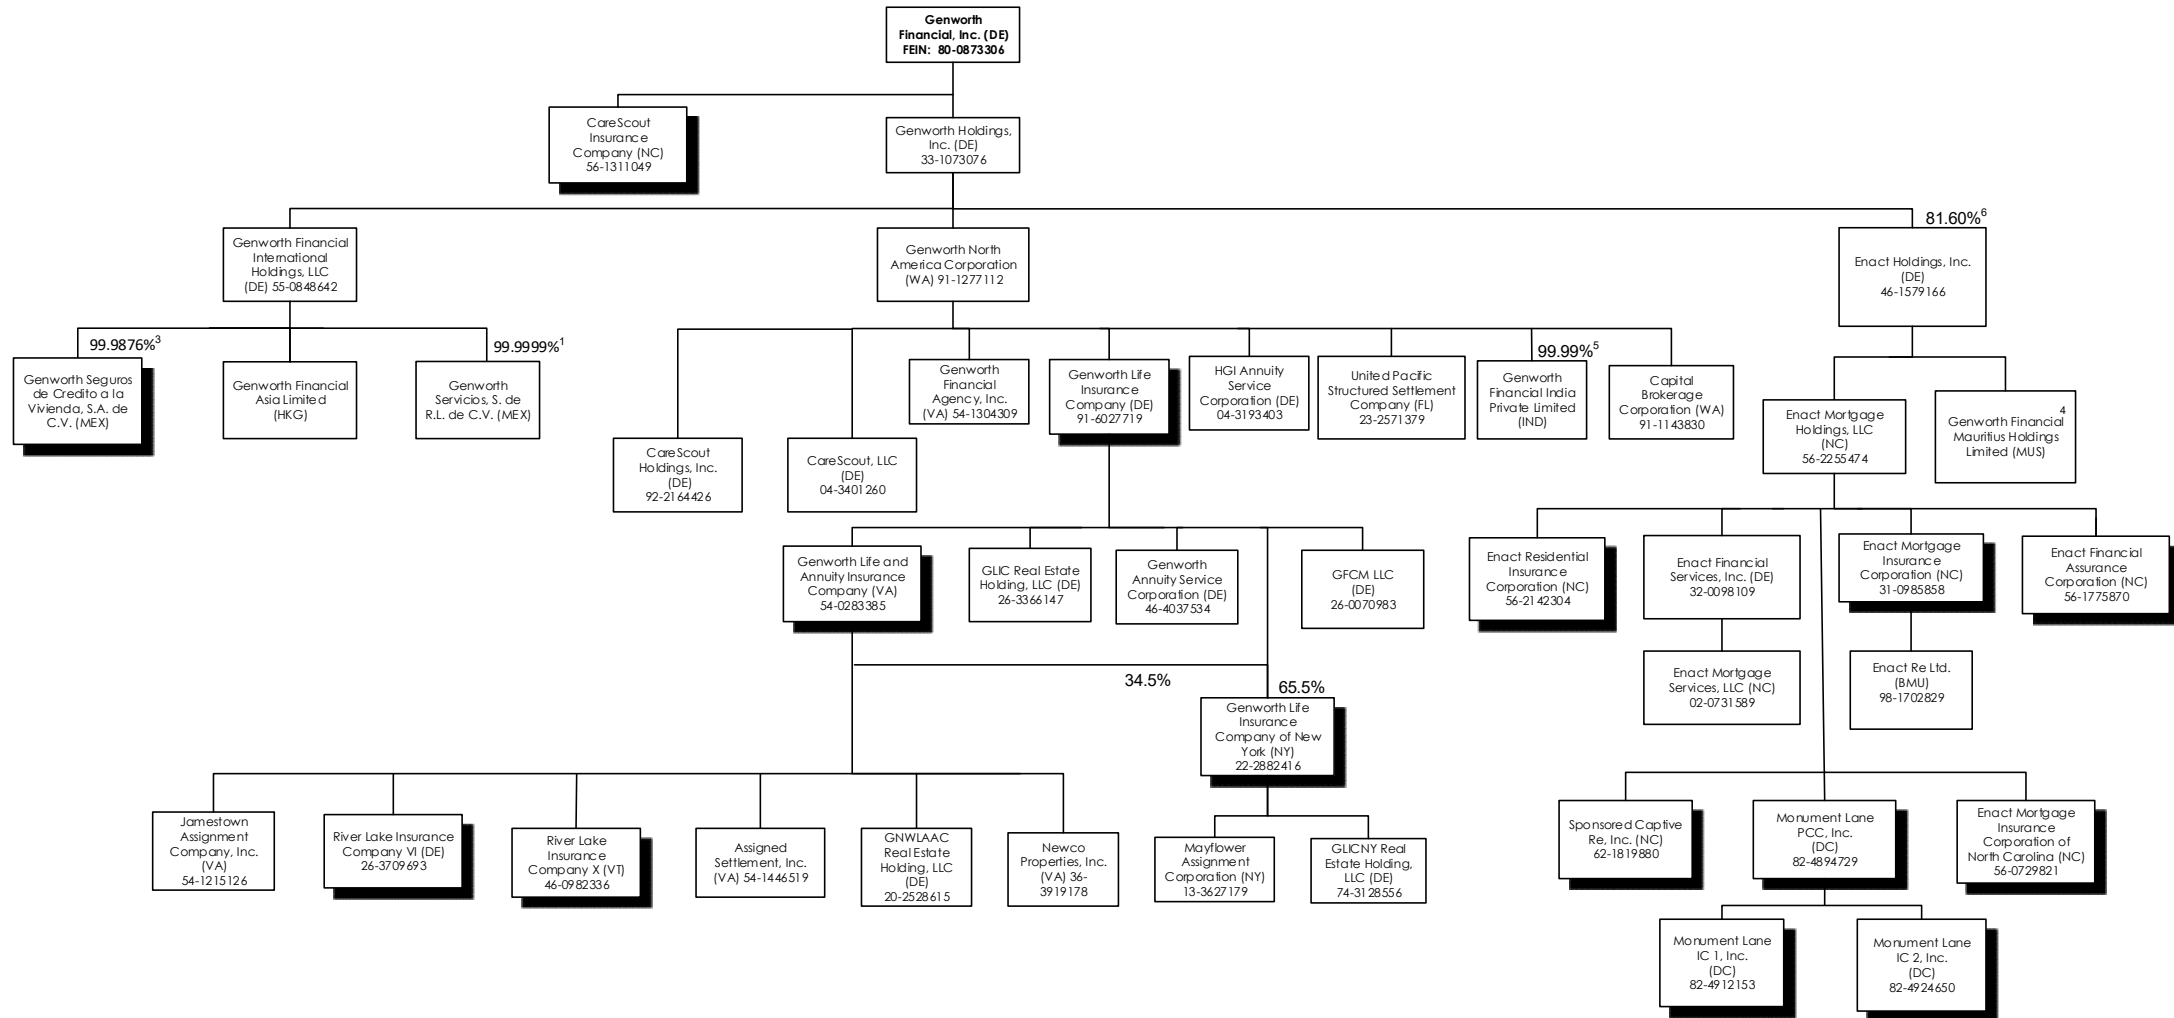 Genworth
Financial, Inc. (DE)
FEIN: 80-0873306
CareScout
Insurance
Company (NC)
56-1311049
Genworth Holdings,
Inc. (DE)
33-1073076
Genworth Financial
International
Holdings, LLC
(DE) 55-0848642
Genworth North
America Corporation
(WA) 91-1277112
81.60%6
Enact Holdings, Inc.
(DE)
46-1579166
99.9876%3
Genworth Seguros
de Credito a la
Vivienda, S.A. de
C.V. (MEX)
Genworth Financial
Asia Limited
(HKG)
99.9999%1
Genworth
Servicios, S. de
R.L. de C.V. (MEX)
CareScout
Holdings, Inc.
(DE)
92-2164426
CareScout, LLC
(DE)
04-3401260
Genworth
Financial
Agency, Inc.
(VA) 54-1304309
Genworth Life
Insurance
Company (DE)
91-6027719
HGI Annuity
Service
Corporation (DE)
04-3193403
United Pacific
Structured Settlement
Company (FL)
23-2571379
99.99%5
Genworth
Financial India
Private Limited
(IND)
Capital
Brokerage
Corporation (WA)
91-1143830
Enact Mortgage
Holdings, LLC
(NC)
56-2255474
4
Genworth Financial
Mauritius Holdings
Limited (MUS)
Genworth Life and
Annuity Insurance
Company (VA)
54-0283385
GLIC Real Estate
Holding, LLC (DE)
26-3366147
Genworth
Annuity Service
Corporation (DE)
46-4037534
GFCM LLC
(DE)
26-0070983
Enact Residential
Insurance
Corporation (NC)
56-2142304
Enact Financial
Services, Inc. (DE)
32-0098109
Enact Mortgage
Insurance
Corporation (NC)
31-0985858
Enact Financial
Assurance
Corporation (NC)
56-1775870
34.5%
65.5%
Genworth Life
Insurance
Company of New
York (NY)
22-2882416
Enact Mortgage
Services, LLC (NC)
02-0731589
Enact Re Ltd.
(BMU)
98-1702829
Jamestown
Assignment
Company, Inc.
(VA)
54-1215126
River Lake Insurance
Company VI (DE)
26-3709693
River Lake
Insurance
Company X (VT)
46-0982336
Assigned
Settlement, Inc.
(VA) 54-1446519
GNWLAAC
Real Estate
Holding, LLC
(DE)
20-2528615
Newco
Properties, Inc.
(VA) 36-
3919178
Mayflower
Assignment
Corporation (NY)
13-3627179
GLICNY Real
Estate Holding,
LLC (DE)
74-3128556
Sponsored Captive
Re, Inc. (NC)
62-1819880
Monument Lane
PCC, Inc.
(DC)
82-4894729
Enact Mortgage
Insurance
Corporation of
North Carolina (NC)
56-0729821
Monument Lane
IC 1, Inc.
(DC)
82-4912153
Monument Lane
IC 2, Inc.
(DC)
82-4924650